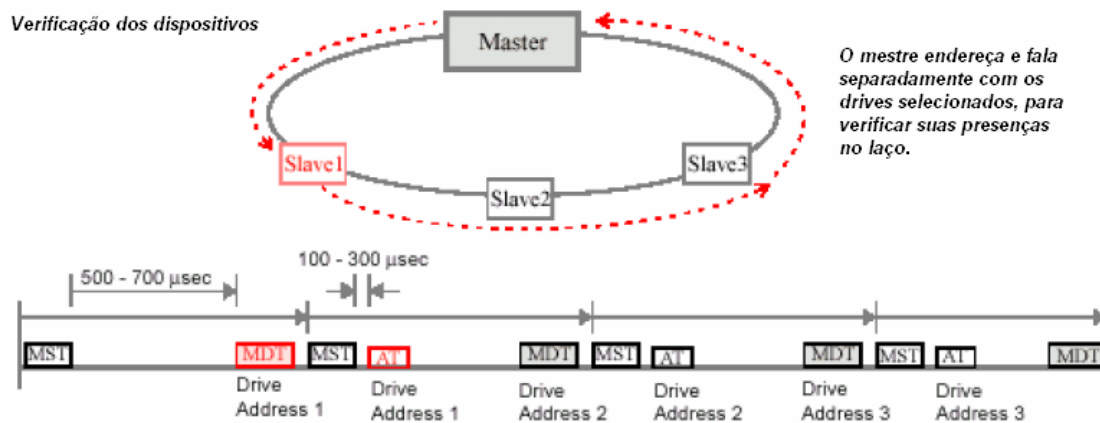 Verificação dos dispositivos
Master
O mestre endereça e fala
separadamente com os
drives selecionados, para
verificar suas presenças
no laço.
Slave1
Slave2
Slave3
500 - 700 µsec
100 - 300 µsec
MST
MDT
MST
AT
MDT
MST
AT
MDT
MST
AT
MDT
Drive
Address 1
Drive
Address 1
Drive
Address 2
Drive
Address 2
Drive
Address 3
Drive
Address 3